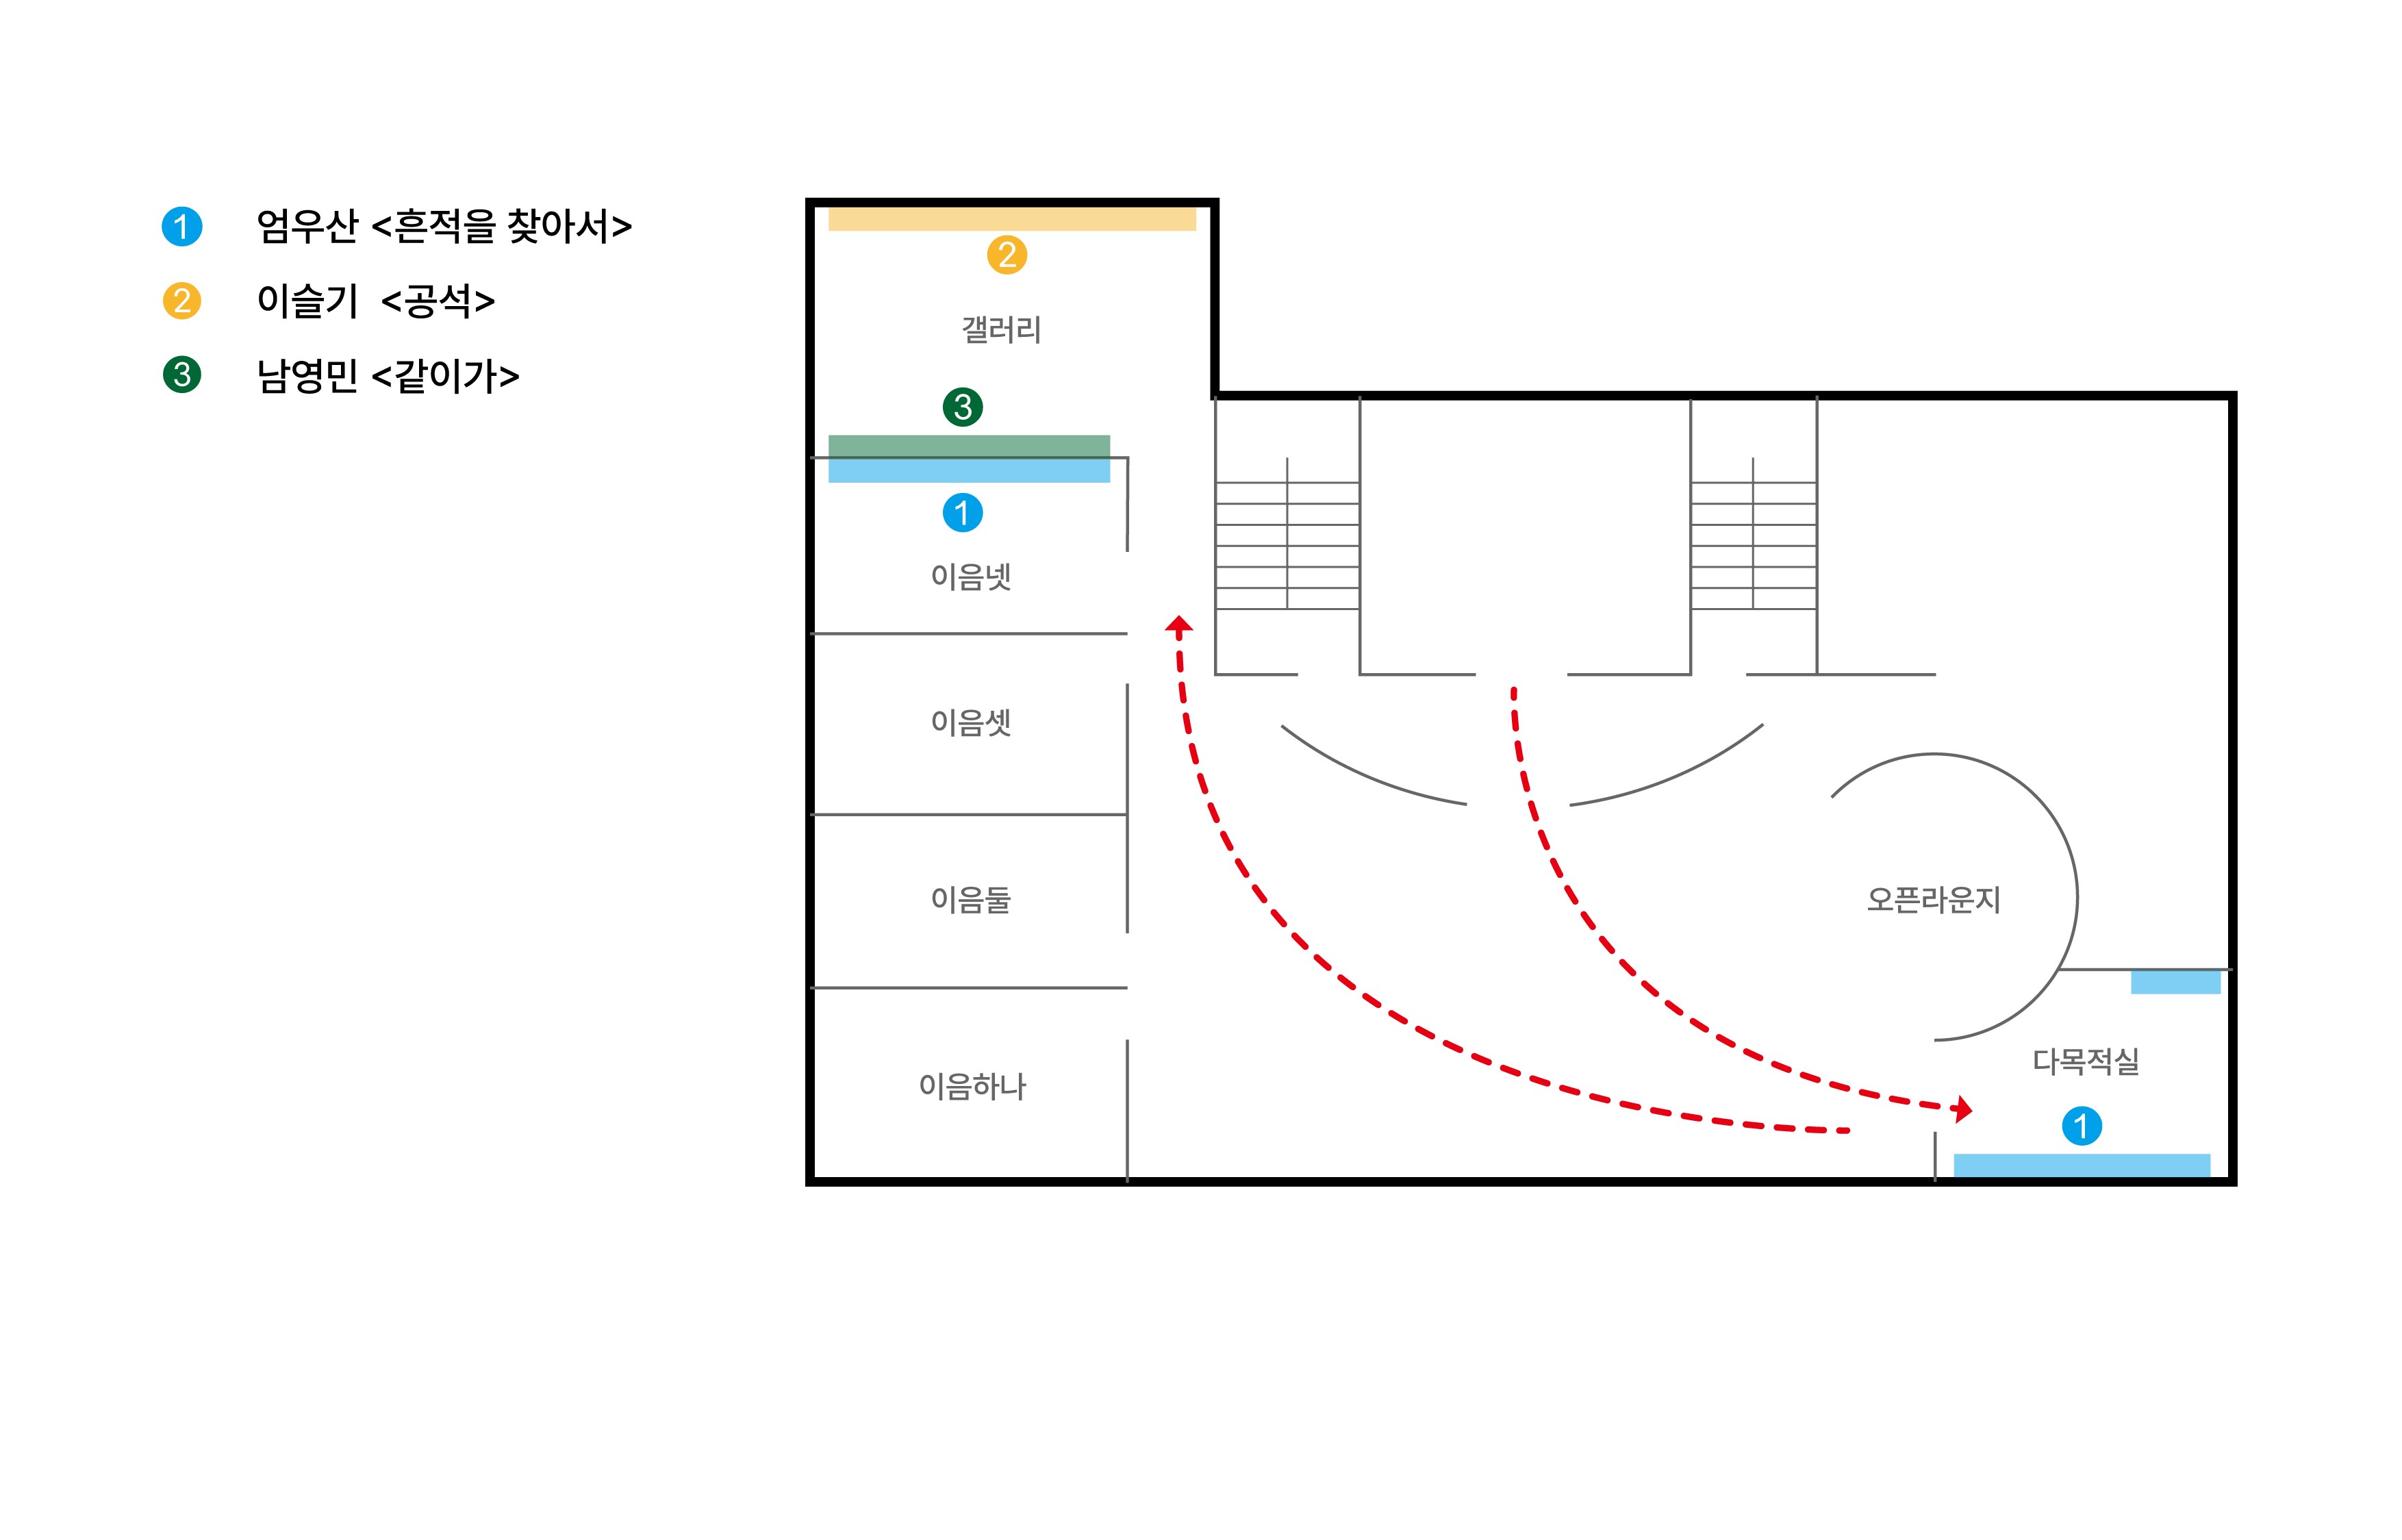 1 엄우산 <흔적을 찾아서>
2 이슬기 <공석>
3 남영민 <같이가>
2
갤러리
3
1
이음넷
이음셋
이음둘
오픈라운지
다목적실
이음하나
1